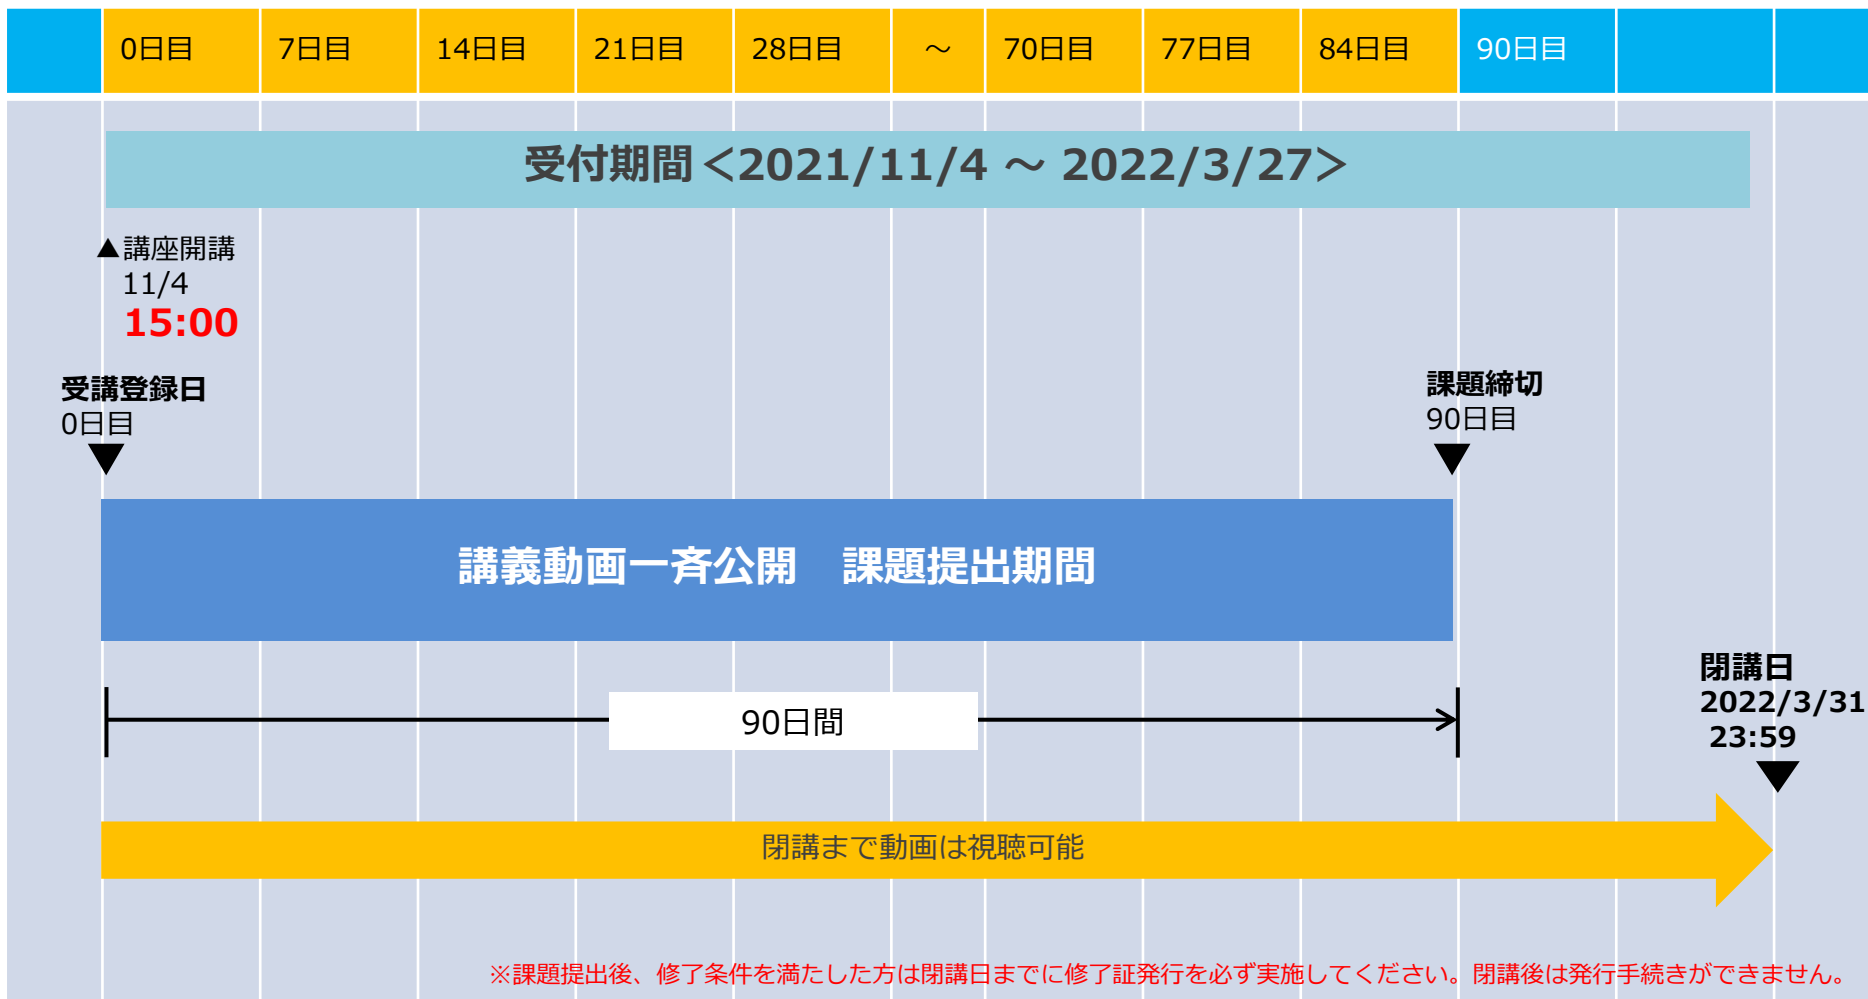 0日目 7日目 14日目 21日目 28日目 ～ 70日目 77日目 84日目 90日目
受付期間＜2021/11/4 ～ 2022/3/27＞
▲講座開講
11/4
15:00
受講登録日
0日目
課題締切
90日目
講義動画一斉公開　課題提出期間
90日間
閉講日
2022/3/31
23:59
閉講まで動画は視聴可能
※課題提出後、修了条件を満たした方は閉講日までに修了証発行を必ず実施してください。閉講後は発行手続きができません。